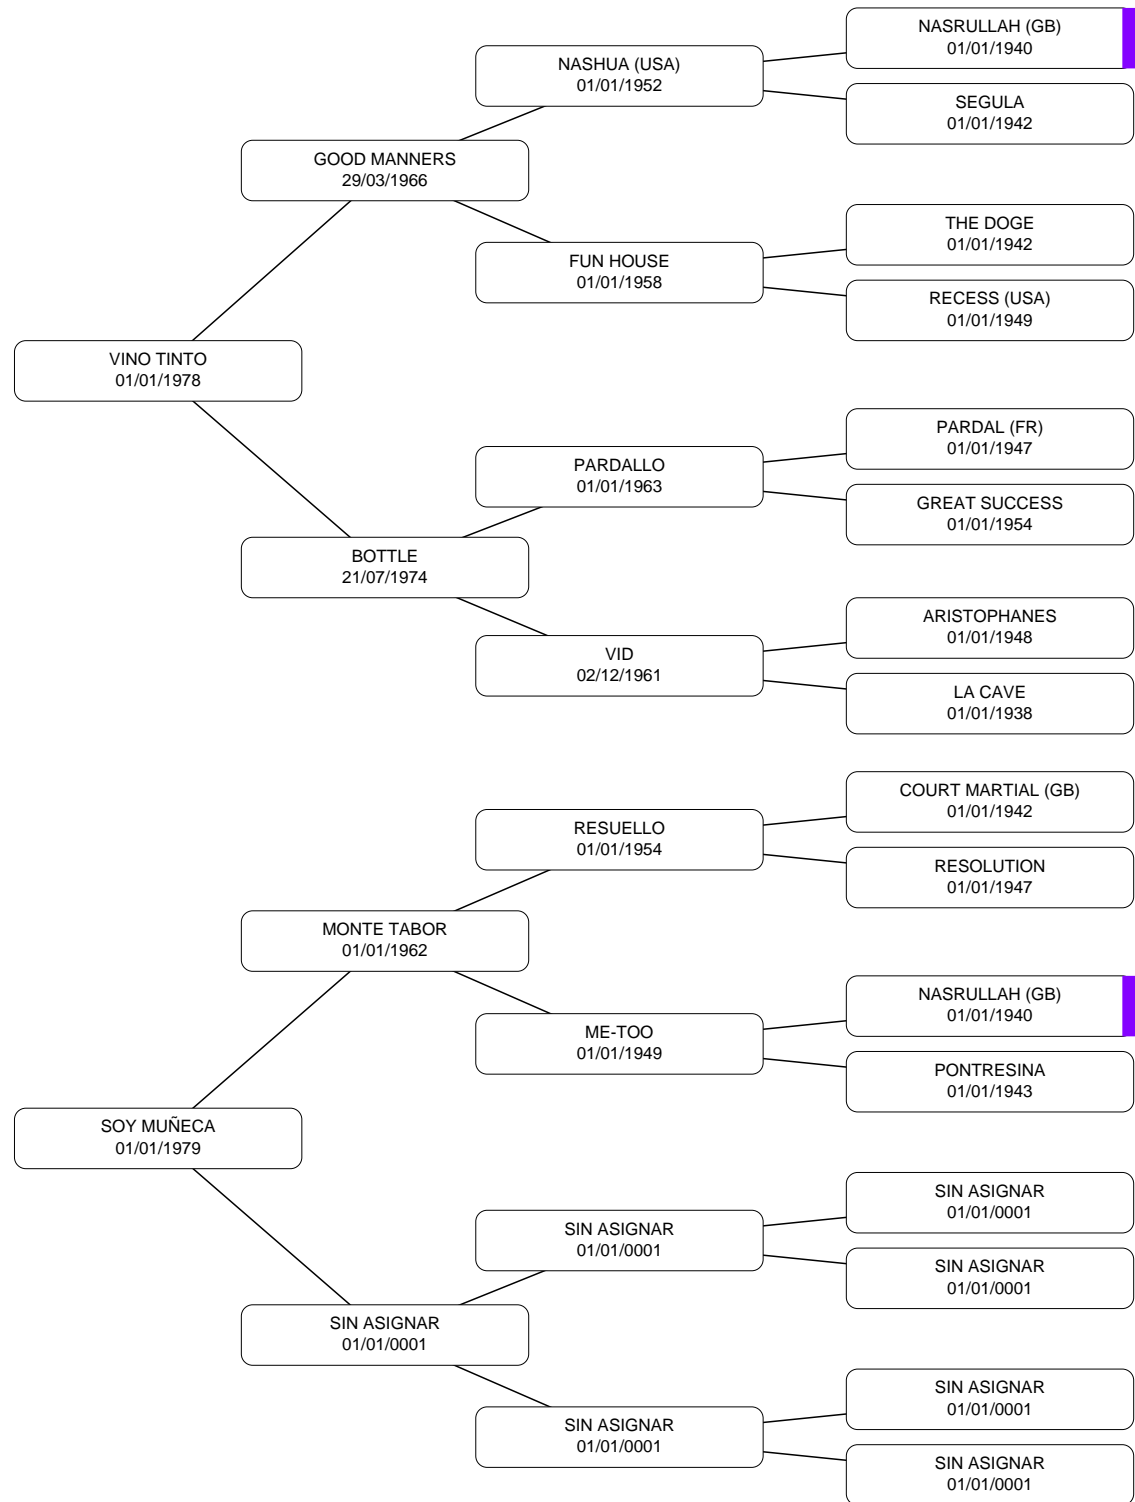 NASRULLAH (GB)
01/01/1940
NASHUA (USA)
01/01/1952
SEGULA
01/01/1942
GOOD MANNERS
29/03/1966
THE DOGE
01/01/1942
FUN HOUSE
01/01/1958
RECESS (USA)
01/01/1949
VINO TINTO
01/01/1978
PARDAL (FR)
01/01/1947
PARDALLO
01/01/1963
GREAT SUCCESS
01/01/1954
BOTTLE
21/07/1974
ARISTOPHANES
01/01/1948
VID
02/12/1961
LA CAVE
01/01/1938
COURT MARTIAL (GB)
01/01/1942
RESUELLO
01/01/1954
RESOLUTION
01/01/1947
MONTE TABOR
01/01/1962
NASRULLAH (GB)
01/01/1940
ME-TOO
01/01/1949
PONTRESINA
01/01/1943
SOY MUÑECA
01/01/1979
SIN ASIGNAR
01/01/0001
SIN ASIGNAR
01/01/0001
SIN ASIGNAR
01/01/0001
SIN ASIGNAR
01/01/0001
SIN ASIGNAR
01/01/0001
SIN ASIGNAR
01/01/0001
SIN ASIGNAR
01/01/0001